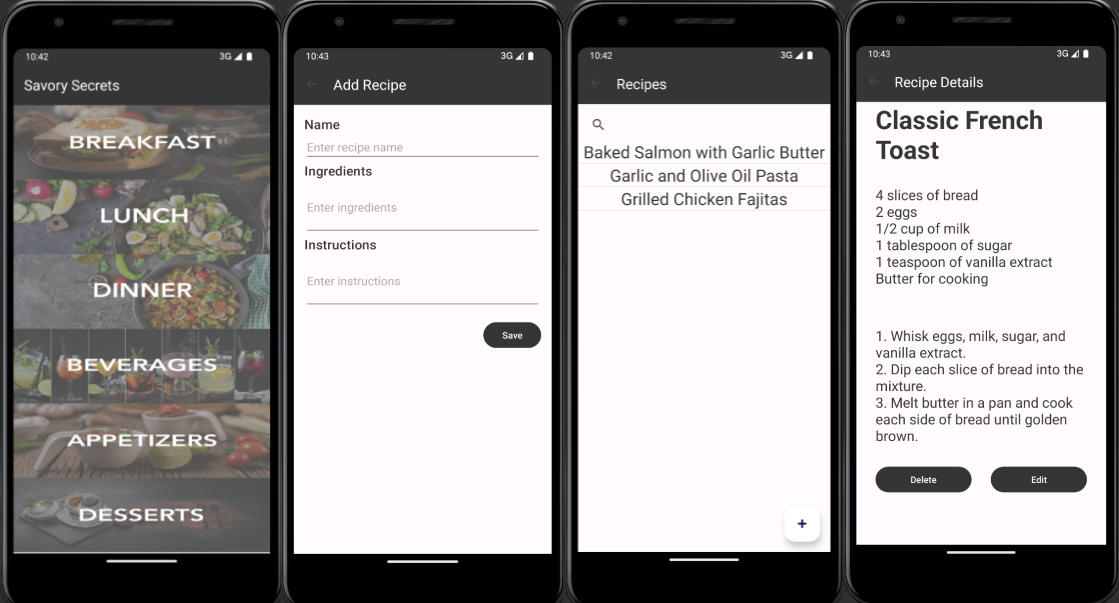 10:42 3G
Savory Secrets
BREAKFAST
LUNCH
DINNER
BEVERAGES
APPETIZERS
DESSERTS
10:43 3G
Add Recipe
Name
Enter recipe name
Ingredients
Enter ingredients
Instructions
Enter instructions
Save
10:42 3G
Recipes
Baked Salmon with Garlic Butter
Garlic and Olive Oil Pasta
Grilled Chicken Fajitas
+
10:43 3G
Recipe Details
Classic French
Toast
4 slices of bread
2 eggs
1/2 cup of milk
1 tablespoon of sugar
1 teaspoon of vanilla extract
Butter for cooking
1. Whisk eggs, milk, sugar, and
vanilla extract.
2. Dip each slice of bread into the
mixture.
3. Melt butter in a pan and cook
each side of bread until golden
brown.
Delete Edit